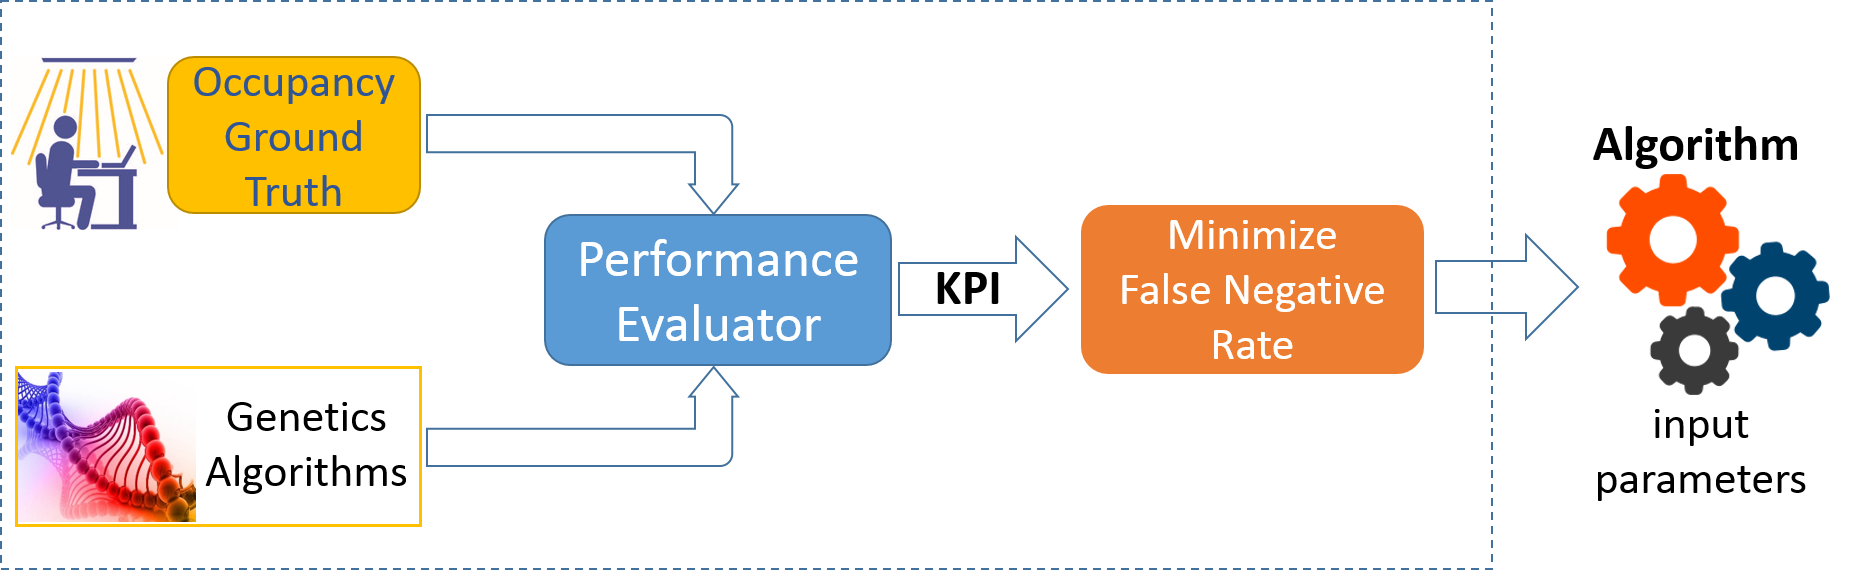 Occupancy
Ground
Truth
Genetics
Algorithms
Performance
Evaluator
KPI
Minimize
False Negative
Rate
Algorithm
input
parameters